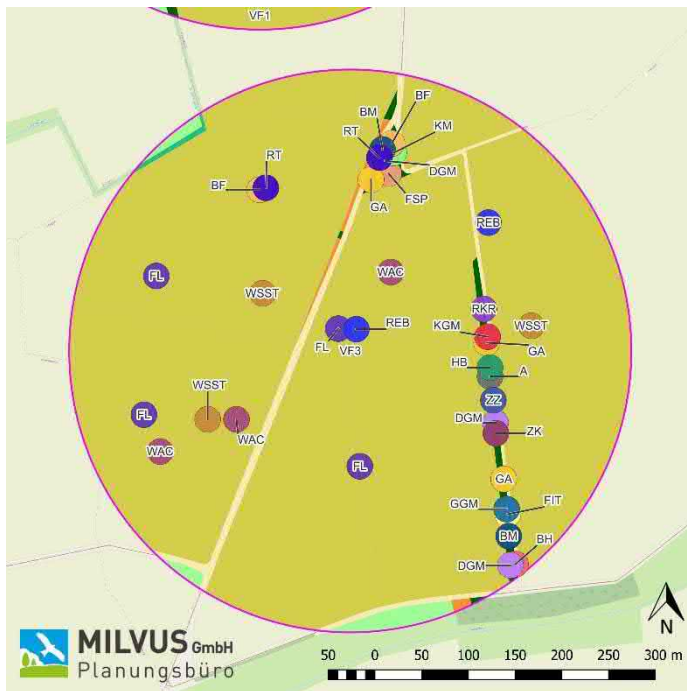 VF1
BM
BF
RT
KM
RT
BF
DGM
FSP
GA
REB
FL
WAC
WSST
RKR
WSST
KGM
FL
VF3
REB
GA
HB
A
ZZ
WSST
FL
WAC
DGM
ZK
WAC
FL
GA
GGM
FIT
BM
BH
DGM
N
MILVUS GmbH
Planungsbüro
50 0 50 100 150 200 250 300 m